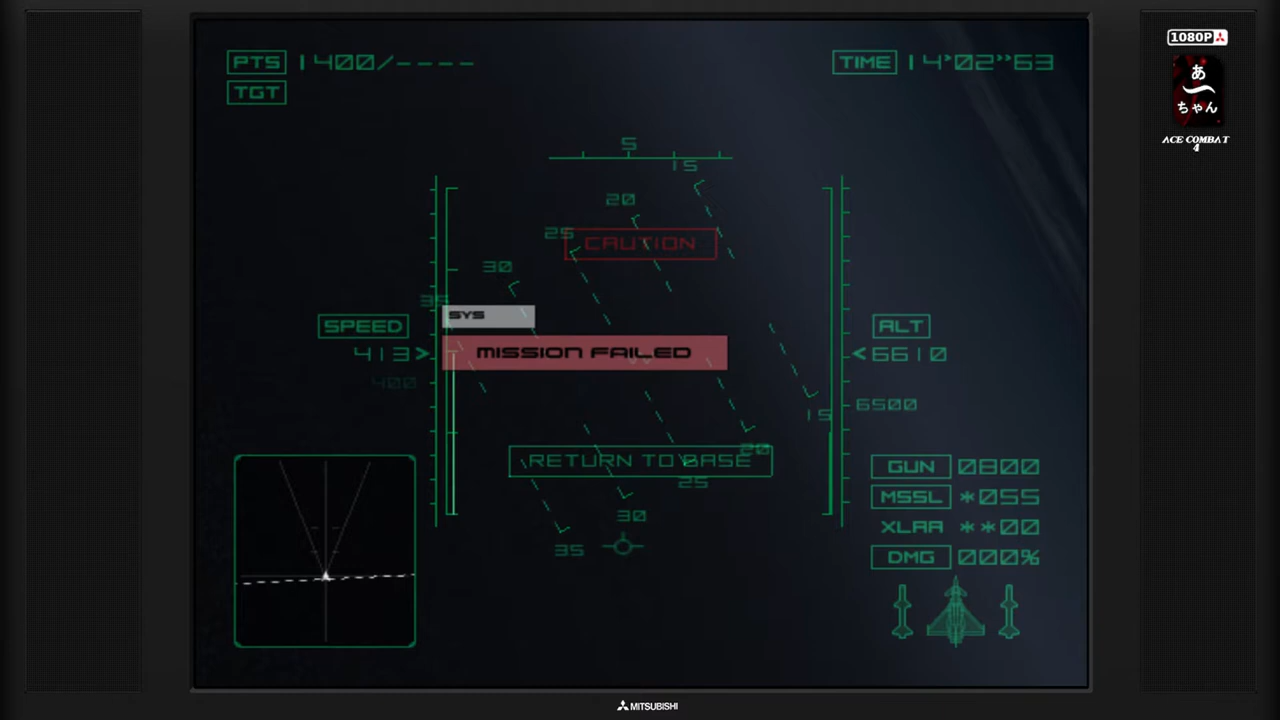 1080P
あ
ー
ちゃん
ACE COMBAT
4
PTS 1400/----
TIME 14'02"63
TGT
5
15
20
25
CAUTION
30
35
SYS
SPEED
ALT
MISSION FAILED
413>
<6610
400
6500
15
20
RETURN TO BASE
25
GUN 0800
MSSL *055
30
XLAA **00
35
DMG 000%
MITSUBISHI